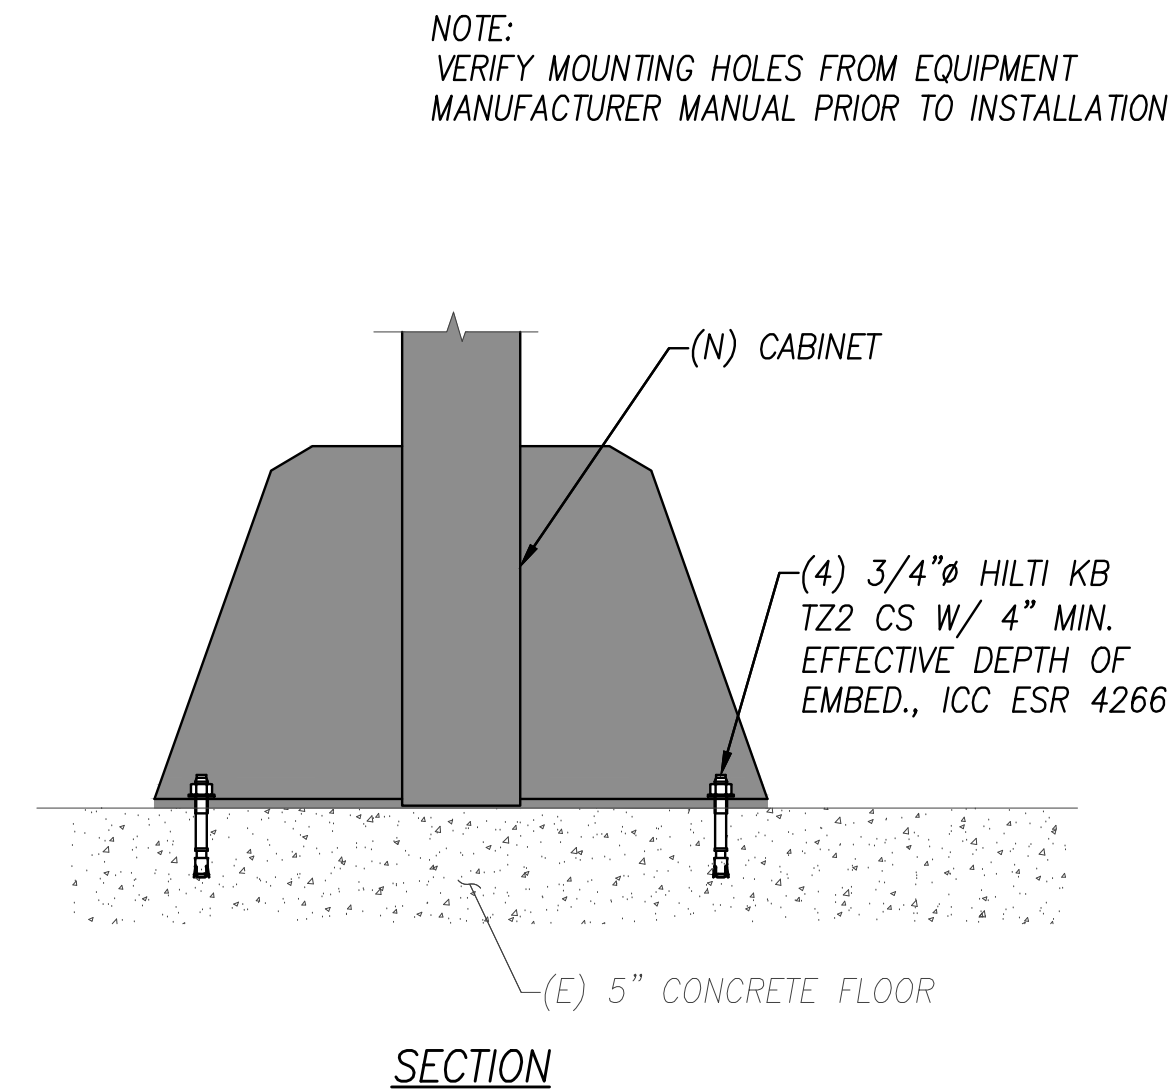 NOTE:
VERIFY MOUNTING HOLES FROM EQUIPMENT
MANUFACTURER MANUAL PRIOR TO INSTALLATION
(N) CABINET
(4) 3/4"ø HILTI KB
TZ2 CS W/ 4" MIN.
EFFECTIVE DEPTH OF
EMBED., ICC ESR 4266
(E) 5" CONCRETE FLOOR
SECTION